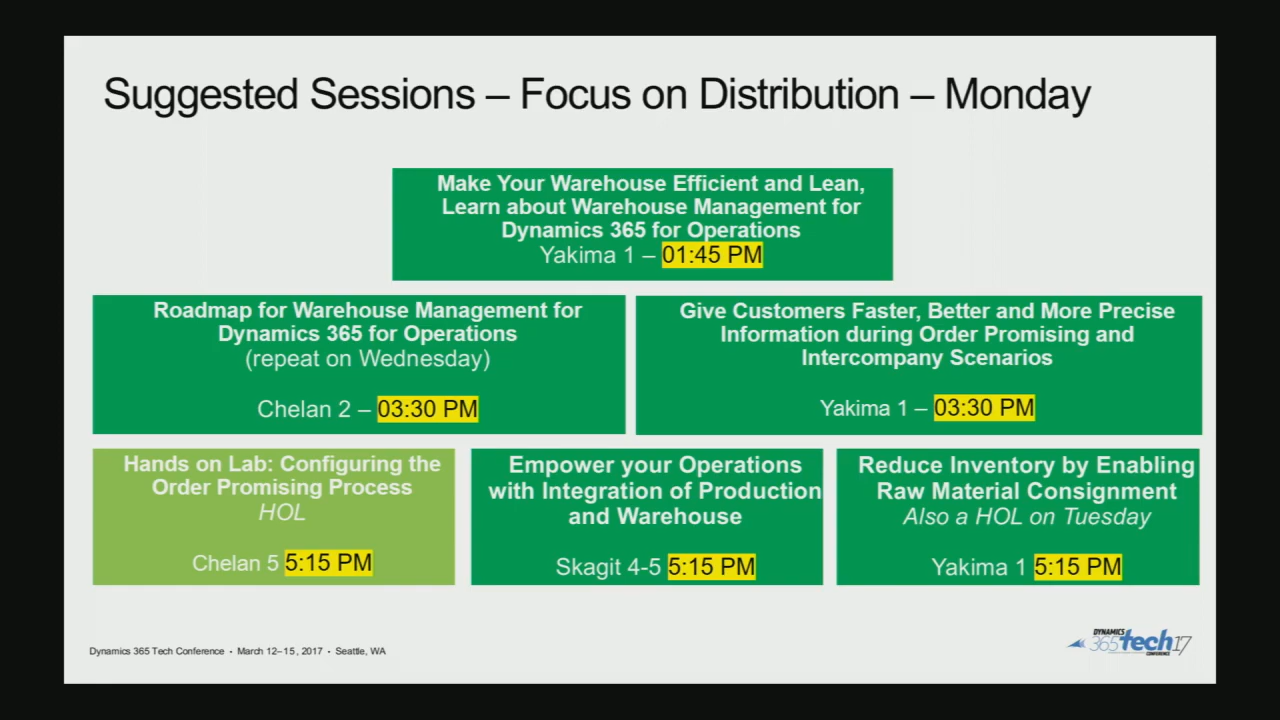 Suggested Sessions – Focus on Distribution – Monday
Make Your Warehouse Efficient and Lean,
Learn about Warehouse Management for
Dynamics 365 for Operations
Yakima 1 – 01:45 PM
Roadmap for Warehouse Management for
Dynamics 365 for Operations
(repeat on Wednesday)
Chelan 2 – 03:30 PM
Give Customers Faster, Better and More Precise
Information during Order Promising and
Intercompany Scenarios
Yakima 1 – 03:30 PM
Hands on Lab: Configuring the
Order Promising Process
HOL
Chelan 5 5:15 PM
Empower your Operations
with Integration of Production
and Warehouse
Skagit 4-5 5:15 PM
Reduce Inventory by Enabling
Raw Material Consignment
Also a HOL on Tuesday
Yakima 1 5:15 PM
Dynamics 365 Tech Conference • March 12–15, 2017 • Seattle, WA
DYNAMICS
365 tech 17
CONFERENCE